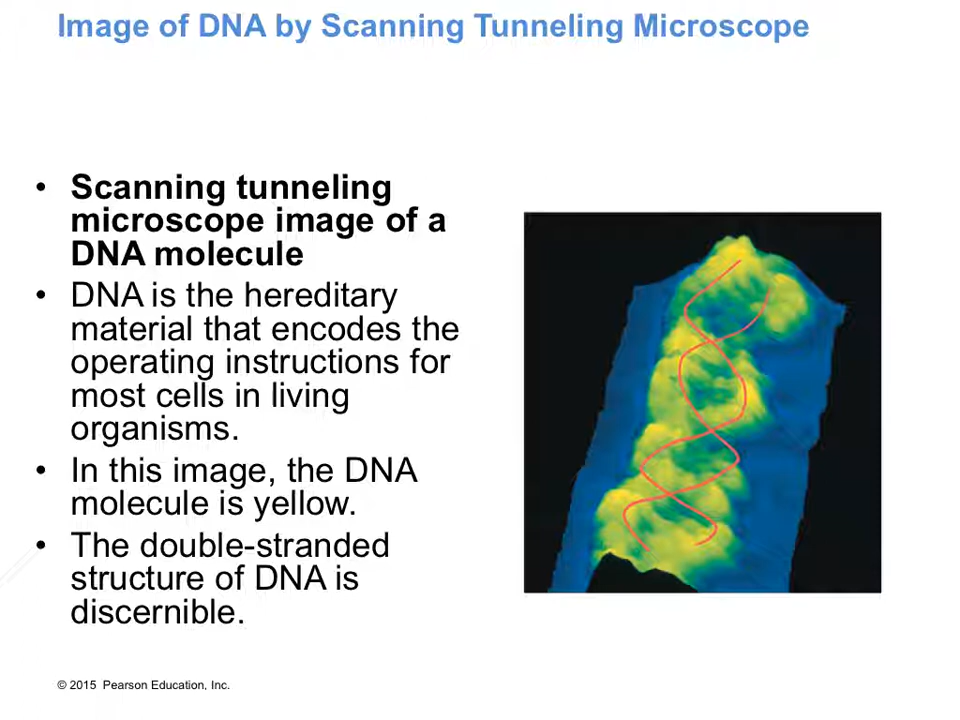 Image of DNA by Scanning Tunneling Microscope
• Scanning tunneling
microscope image of a
DNA molecule
• DNA is the hereditary
material that encodes the
operating instructions for
most cells in living
organisms.
• In this image, the DNA
molecule is yellow.
• The double-stranded
structure of DNA is
discernible.
© 2015 Pearson Education, Inc.